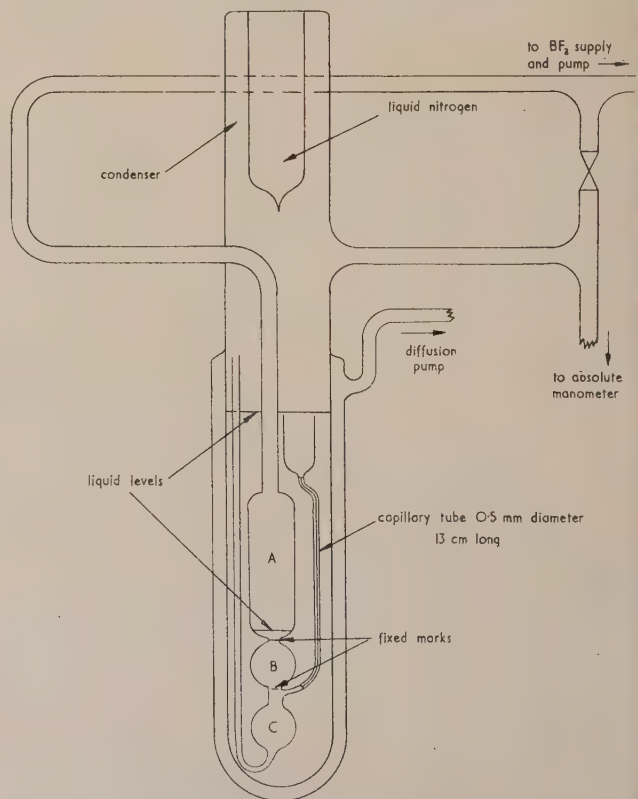 to BF₃ supply
and pump
liquid nitrogen
condenser
diffusion
pump
to absolute
manometer
liquid levels
capillary tube 0·5 mm diameter
13 cm long
A
fixed marks
B
C